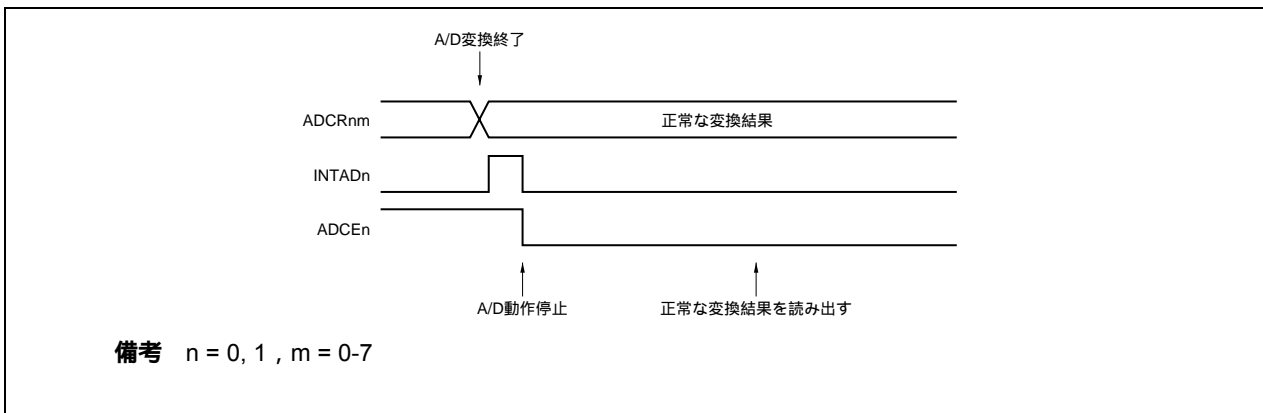 A/D変換終了
ADCRnm
正常な変換結果
INTADn
ADCEn
A/D動作停止
正常な変換結果を読み出す
備考 n = 0, 1 , m = 0-7